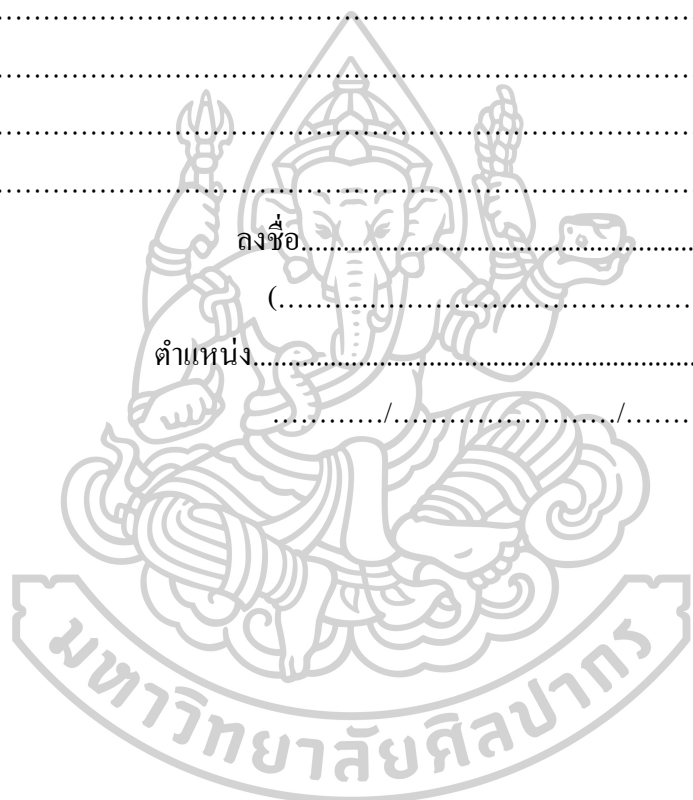 ........................................................................................
........................................................................................
........................................................................................
........................................................................................
ลงชื่อ........................................................
(........................................................
ตำแหน่ง................................................................
............/........................./.......
มหาวิทยาลัยศิลปากร